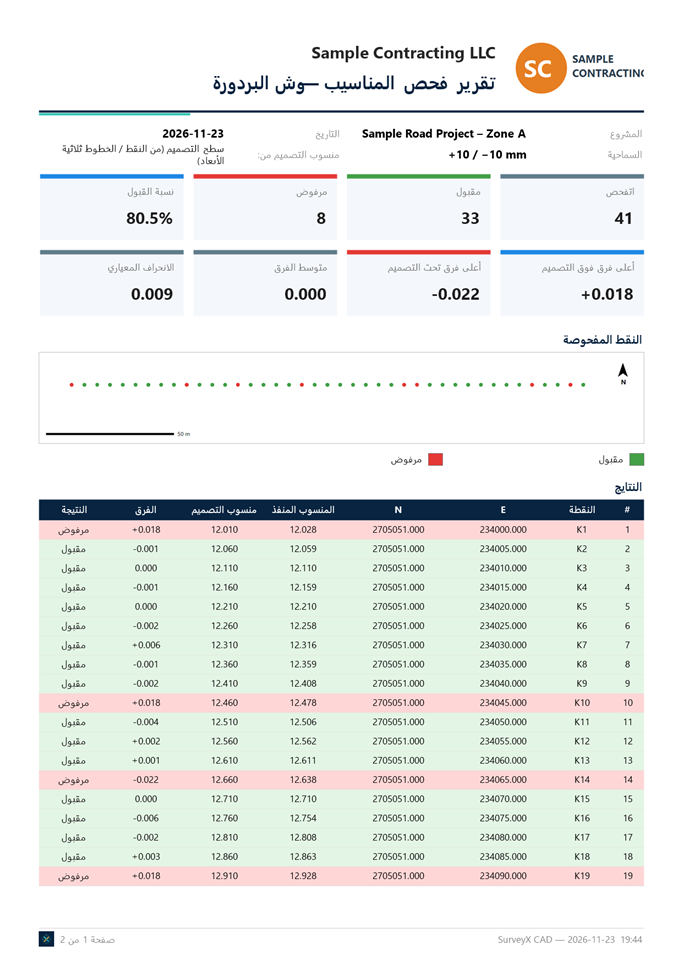 SAMPLE
CONTRACTING
SC
Sample Contracting LLC
تقرير فحص المناسيب — وش البردورة
المشروع Sample Road Project – Zone A التاريخ 2026-11-23
السماحية +10 / −10 mm منسوب التصميم من: سطح التصميم (من النقط / الخطوط ثلاثية
الأبعاد)
اتفحص مقبول مرفوض نسبة القبول
41 33 8 80.5%
أعلى فرق فوق التصميم أعلى فرق تحت التصميم متوسط الفرق الانحراف المعياري
+0.018 -0.022 0.000 0.009
النقط المفحوصة
N
50 m
مقبول مرفوض
النتايج
# النقطة E N المنسوب المنفذ منسوب التصميم الفرق النتيجة
1 K1 234000.000 2705051.000 12.028 12.010 +0.018 مرفوض
2 K2 234005.000 2705051.000 12.059 12.060 -0.001 مقبول
3 K3 234010.000 2705051.000 12.110 12.110 0.000 مقبول
4 K4 234015.000 2705051.000 12.159 12.160 -0.001 مقبول
5 K5 234020.000 2705051.000 12.210 12.210 0.000 مقبول
6 K6 234025.000 2705051.000 12.258 12.260 -0.002 مقبول
7 K7 234030.000 2705051.000 12.316 12.310 +0.006 مقبول
8 K8 234035.000 2705051.000 12.359 12.360 -0.001 مقبول
9 K9 234040.000 2705051.000 12.408 12.410 -0.002 مقبول
10 K10 234045.000 2705051.000 12.478 12.460 +0.018 مرفوض
11 K11 234050.000 2705051.000 12.506 12.510 -0.004 مقبول
12 K12 234055.000 2705051.000 12.562 12.560 +0.002 مقبول
13 K13 234060.000 2705051.000 12.611 12.610 +0.001 مقبول
14 K14 234065.000 2705051.000 12.638 12.660 -0.022 مرفوض
15 K15 234070.000 2705051.000 12.710 12.710 0.000 مقبول
16 K16 234075.000 2705051.000 12.754 12.760 -0.006 مقبول
17 K17 234080.000 2705051.000 12.808 12.810 -0.002 مقبول
18 K18 234085.000 2705051.000 12.863 12.860 +0.003 مقبول
19 K19 234090.000 2705051.000 12.928 12.910 +0.018 مرفوض
SurveyX CAD — 2026-11-23 19:44
صفحة 1 من 2